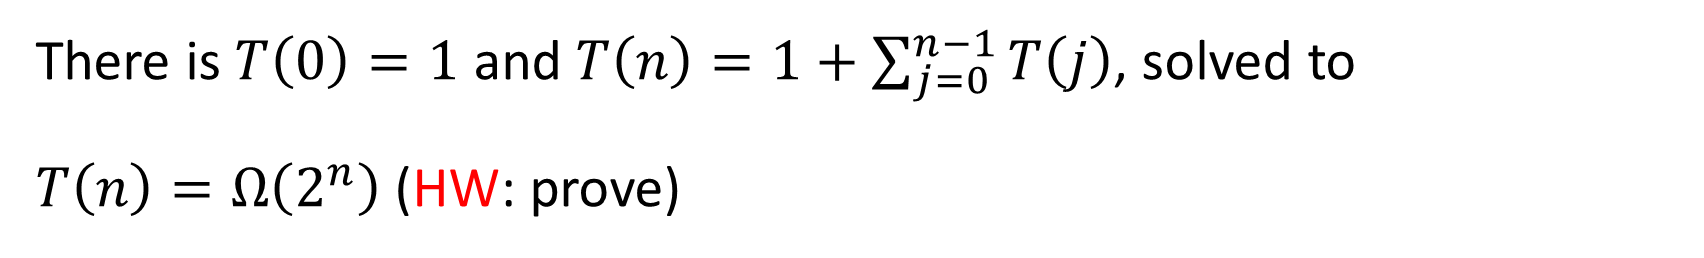 There is 𝑇(0) = 1 and 𝑇(𝑛) = 1 + ∑_{𝑗=0}^{𝑛−1} 𝑇(𝑗), solved to
𝑇(𝑛) = Ω(2^𝑛) (HW: prove)